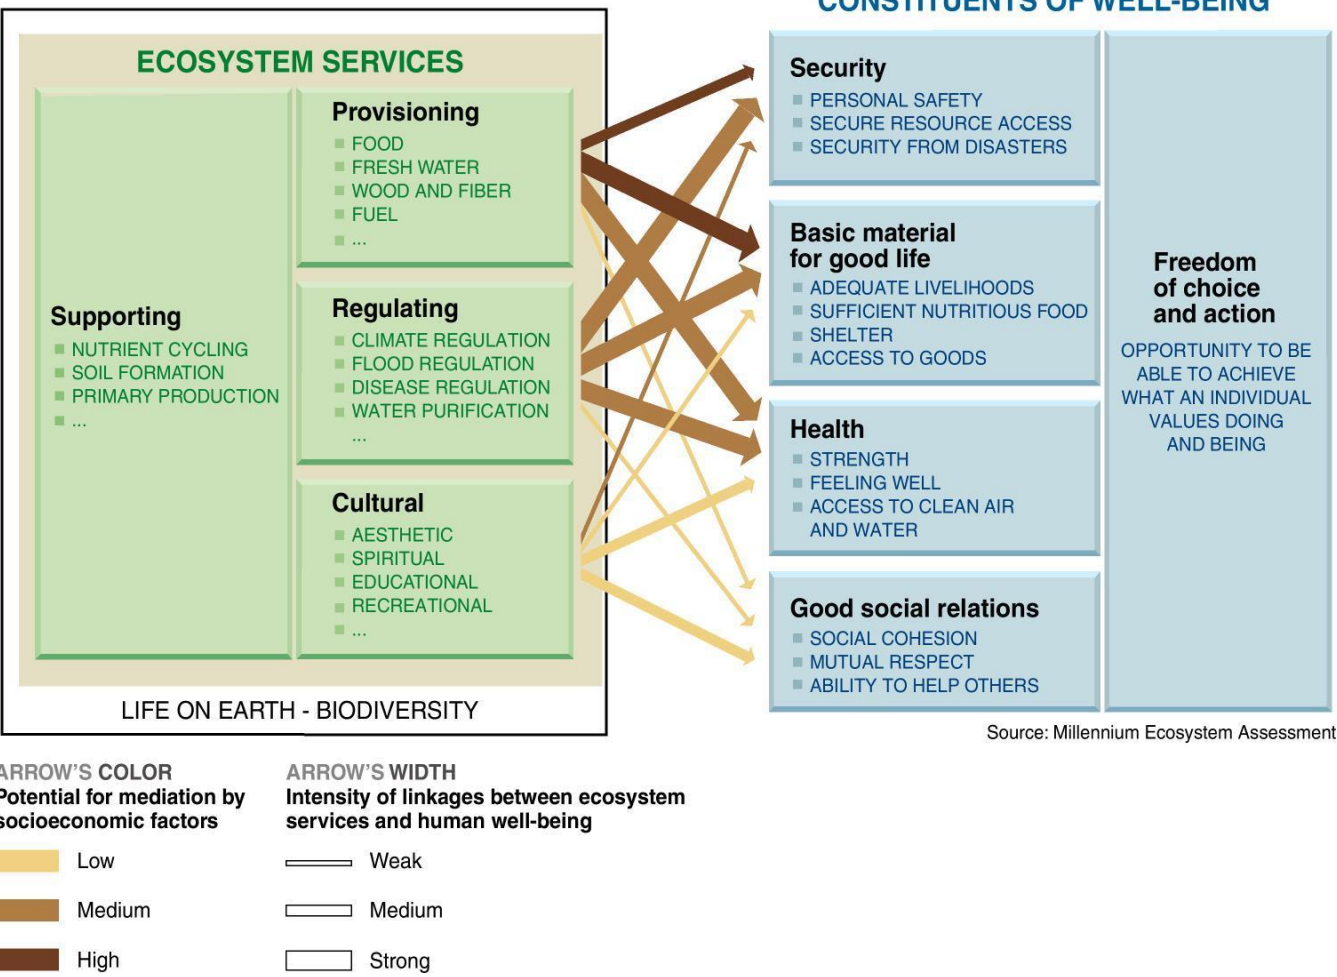 CONSTITUENTS OF WELL-BEING
ECOSYSTEM SERVICES
Supporting
NUTRIENT CYCLING
SOIL FORMATION
PRIMARY PRODUCTION
...
Provisioning
FOOD
FRESH WATER
WOOD AND FIBER
FUEL
...
Regulating
CLIMATE REGULATION
FLOOD REGULATION
DISEASE REGULATION
WATER PURIFICATION
...
Cultural
AESTHETIC
SPIRITUAL
EDUCATIONAL
RECREATIONAL
...
LIFE ON EARTH - BIODIVERSITY
Security
PERSONAL SAFETY
SECURE RESOURCE ACCESS
SECURITY FROM DISASTERS
Basic material
for good life
ADEQUATE LIVELIHOODS
SUFFICIENT NUTRITIOUS FOOD
SHELTER
ACCESS TO GOODS
Health
STRENGTH
FEELING WELL
ACCESS TO CLEAN AIR
AND WATER
Good social relations
SOCIAL COHESION
MUTUAL RESPECT
ABILITY TO HELP OTHERS
Freedom
of choice
and action
OPPORTUNITY TO BE
ABLE TO ACHIEVE
WHAT AN INDIVIDUAL
VALUES DOING
AND BEING
Source: Millennium Ecosystem Assessment
ARROW'S COLOR
Potential for mediation by
socioeconomic factors
Low
Medium
High
ARROW'S WIDTH
Intensity of linkages between ecosystem
services and human well-being
Weak
Medium
Strong